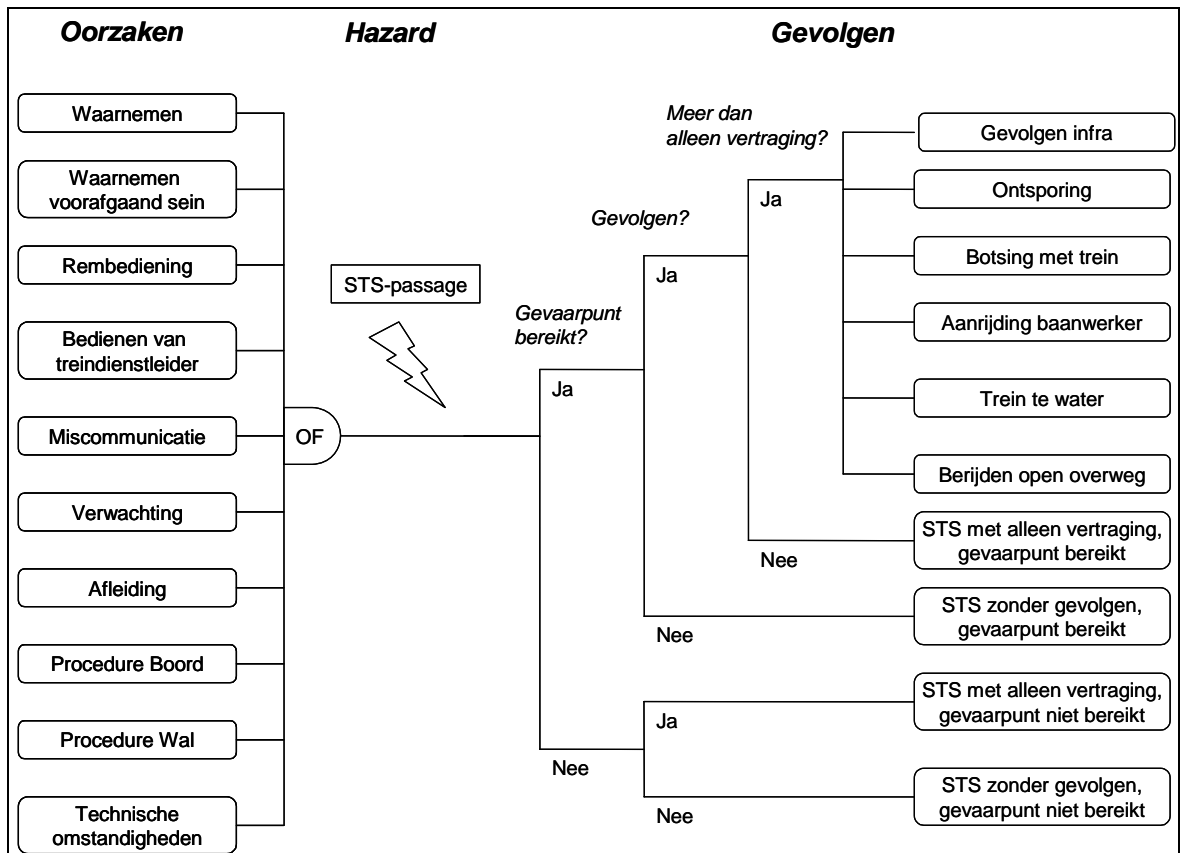 Oorzaken
Hazard
Gevolgen
Waarnemen
Waarnemen
voorafgaand sein
Rembediening
Bedienen van
treindienstleider
Miscommunicatie
Verwachting
Afleiding
Procedure Boord
Procedure Wal
Technische
omstandigheden
OF
STS-passage
Gevaarpunt
bereikt?
Ja
Nee
Gevolgen?
Ja
Nee
Ja
Nee
Meer dan
alleen vertraging?
Ja
Nee
Gevolgen infra
Ontsporing
Botsing met trein
Aanrijding baanwerker
Trein te water
Berijden open overweg
STS met alleen vertraging,
gevaarpunt bereikt
STS zonder gevolgen,
gevaarpunt bereikt
STS met alleen vertraging,
gevaarpunt niet bereikt
STS zonder gevolgen,
gevaarpunt niet bereikt